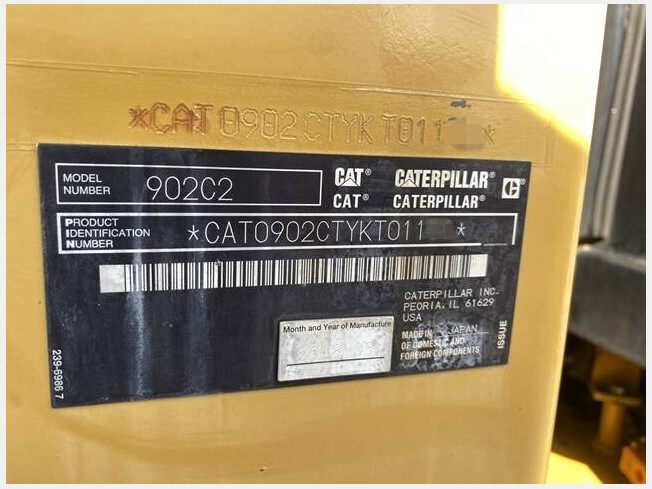 *CAT0902CTYKT011 *
MODEL NUMBER 902C2
CAT® CATERPILLAR® C
CAT® CATERPILLAR®
PRODUCT IDENTIFICATION NUMBER *CAT0902CTYKT011 *
CATERPILLAR INC.
PEORIA.IL 61629
USA
Month and Year of Manufacture
MADE IN JAPAN
OF DOMESTIC AND
FOREIGN COMPONENTS
ISSUE
239-6986 7